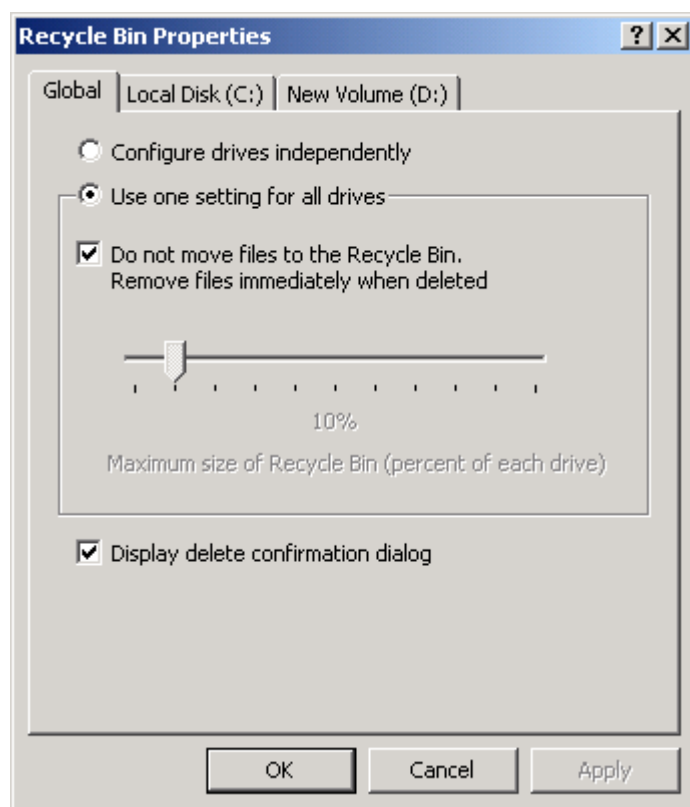 Recycle Bin Properties
Global Local Disk (C:) New Volume (D:)
Configure drives independently
Use one setting for all drives
Do not move files to the Recycle Bin.
Remove files immediately when deleted
10%
Maximum size of Recycle Bin (percent of each drive)
Display delete confirmation dialog
OK Cancel Apply